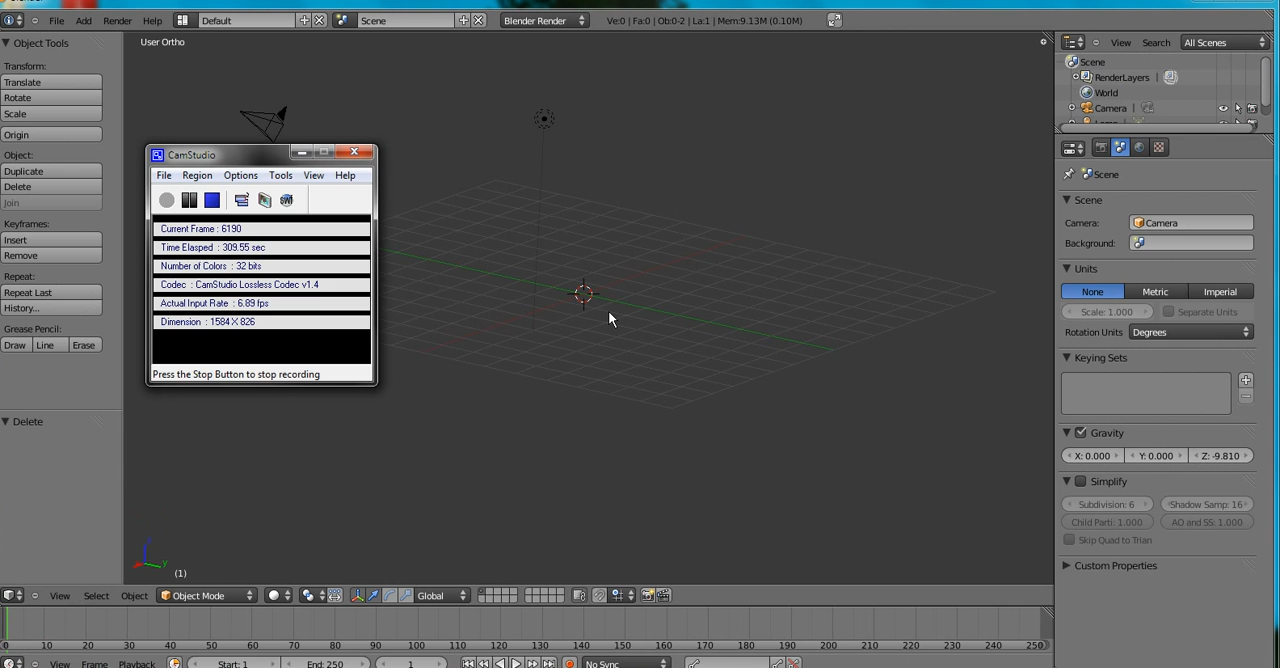 File Add Render Help Default Scene Blender Render Ve:0 | Fa:0 | Ob:0-2 | La:1 | Mem:9.13M (0.10M)
Object Tools
Transform:
Translate
Rotate
Scale
Origin
Object:
Duplicate
Delete
Join
Keyframes:
Insert
Remove
Repeat:
Repeat Last
History...
Grease Pencil:
Draw Line Erase
Delete
User Ortho
CamStudio
File Region Options Tools View Help
Current Frame : 6190
Time Elasped : 309.55 sec
Number of Colors : 32 bits
Codec : CamStudio Lossless Codec v1.4
Actual Input Rate : 6.89 fps
Dimension : 1584 X 826
Press the Stop Button to stop recording
z
y
(1)
View Search All Scenes
Scene
RenderLayers
World
Camera
Scene
Scene
Camera: Camera
Background:
Units
None Metric Imperial
Scale: 1.000 Separate Units
Rotation Units Degrees
Keying Sets
Gravity
X: 0.000 Y: 0.000 Z: -9.810
Simplify
Subdivision: 6 Shadow Samp: 16
Child Parti: 1.000 AO and SS: 1.000
Skip Quad to Trian
Custom Properties
View Select Object Object Mode Global
0 10 20 30 40 50 60 70 80 90 100 110 120 130 140 150 160 170 180 190 200 210 220 230 240 250
View Frame Playback Start: 1 End: 250 1 No Sync